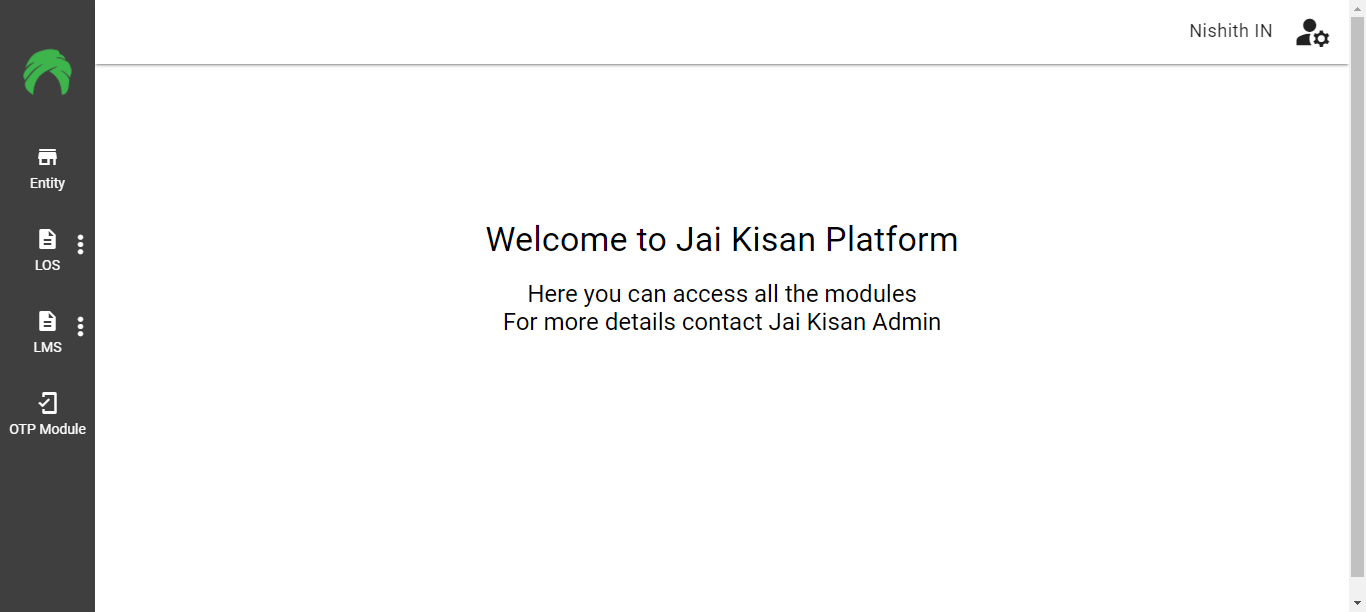 Nishith IN
Entity
LOS
LMS
OTP Module
Welcome to Jai Kisan Platform
Here you can access all the modules
For more details contact Jai Kisan Admin